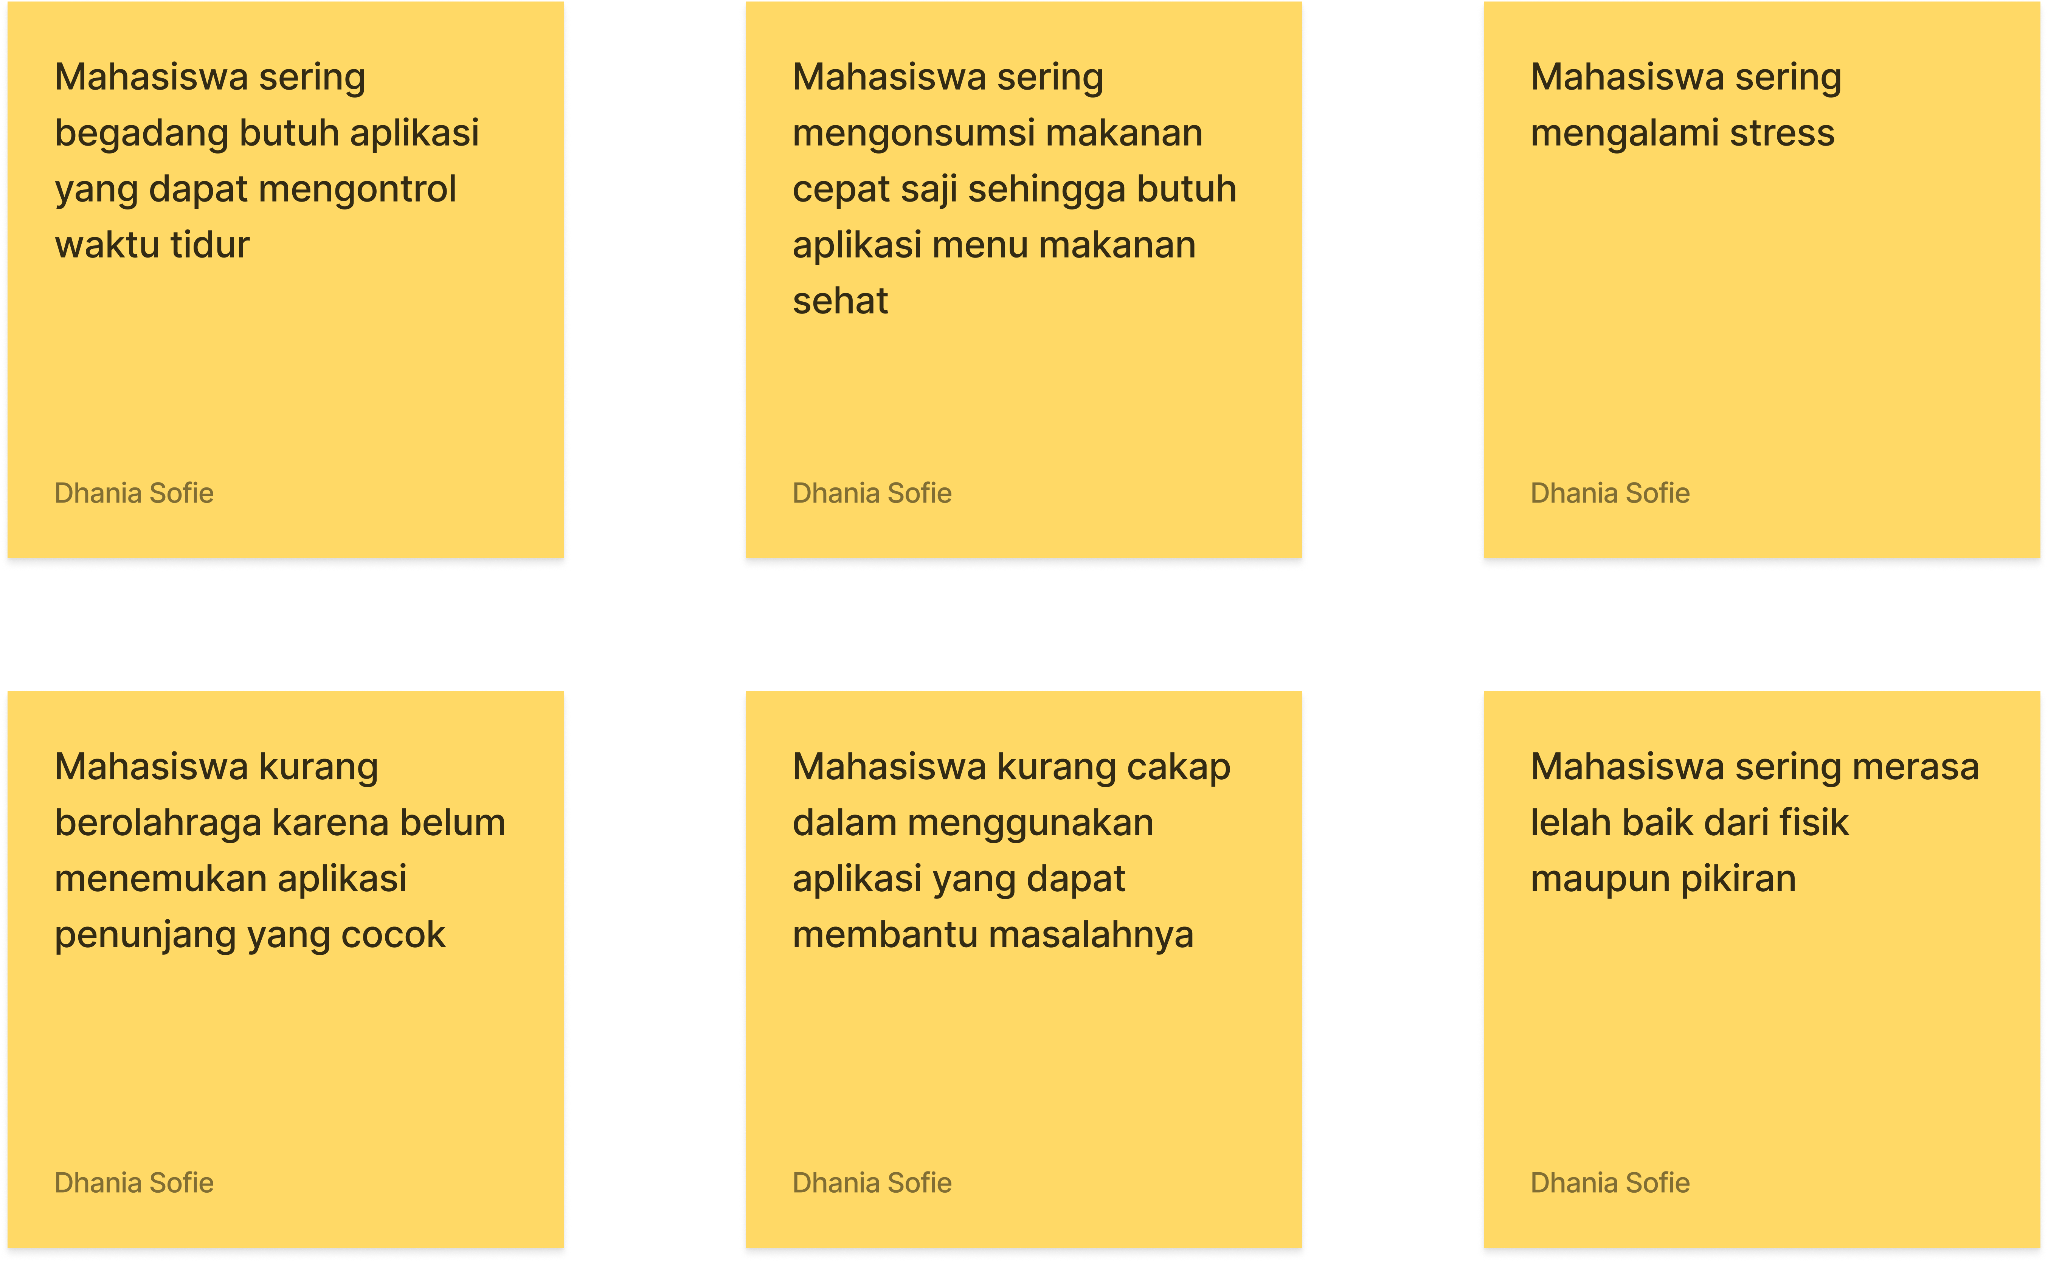 Mahasiswa sering
begadang butuh aplikasi
yang dapat mengontrol
waktu tidur
Dhania Sofie
Mahasiswa sering
mengonsumsi makanan
cepat saji sehingga butuh
aplikasi menu makanan
sehat
Dhania Sofie
Mahasiswa sering
mengalami stress
Dhania Sofie
Mahasiswa kurang
berolahraga karena belum
menemukan aplikasi
penunjang yang cocok
Dhania Sofie
Mahasiswa kurang cakap
dalam menggunakan
aplikasi yang dapat
membantu masalahnya
Dhania Sofie
Mahasiswa sering merasa
lelah baik dari fisik
maupun pikiran
Dhania Sofie